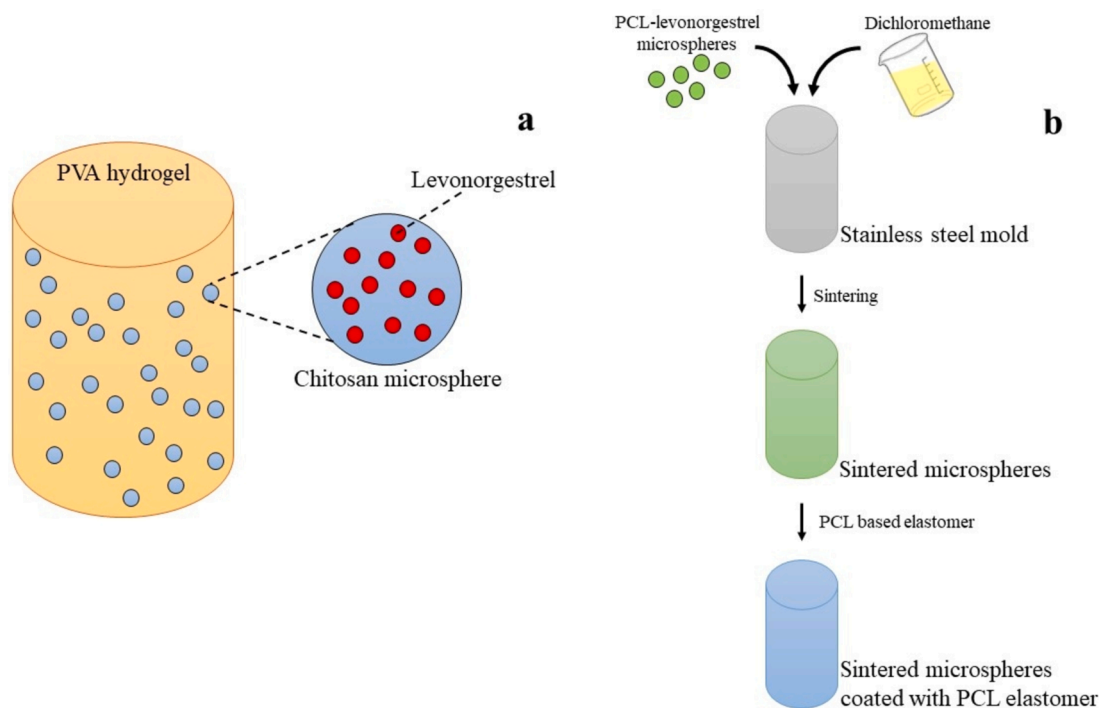 a
PVA hydrogel
Levonorgestrel
Chitosan microsphere
PCL-levonorgestrel
microspheres
Dichloromethane
b
Stainless steel mold
Sintering
Sintered microspheres
PCL based elastomer
Sintered microspheres
coated with PCL elastomer